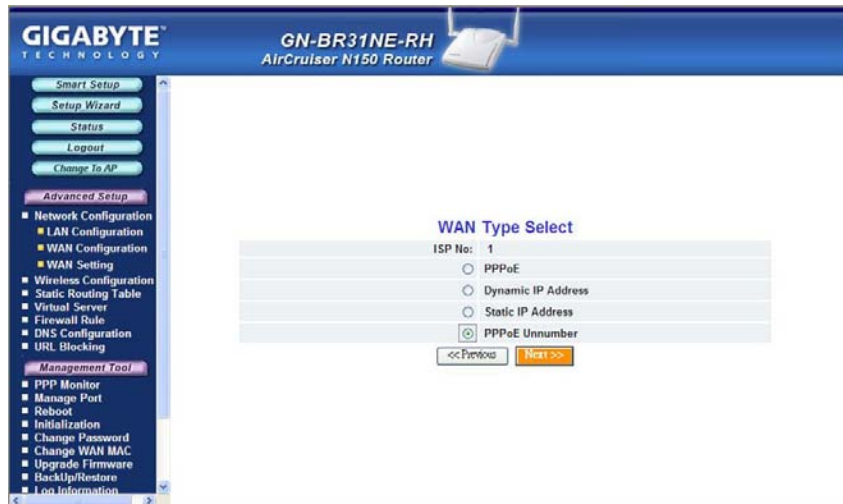 GIGABYTE™
TECHNOLOGY
GN-BR31NE-RH
AirCruiser N150 Router
Smart Setup
Setup Wizard
Status
Logout
Change To AP
Advanced Setup
Network Configuration
LAN Configuration
WAN Configuration
WAN Setting
Wireless Configuration
Static Routing Table
Virtual Server
Firewall Rule
DNS Configuration
URL Blocking
Management Tool
PPP Monitor
Manage Port
Reboot
Initialization
Change Password
Change WAN MAC
Upgrade Firmware
BackUp/Restore
Log Information
WAN Type Select
ISP No: 1
PPPoE
Dynamic IP Address
Static IP Address
PPPoE Unnumber
<< Previous Next >>